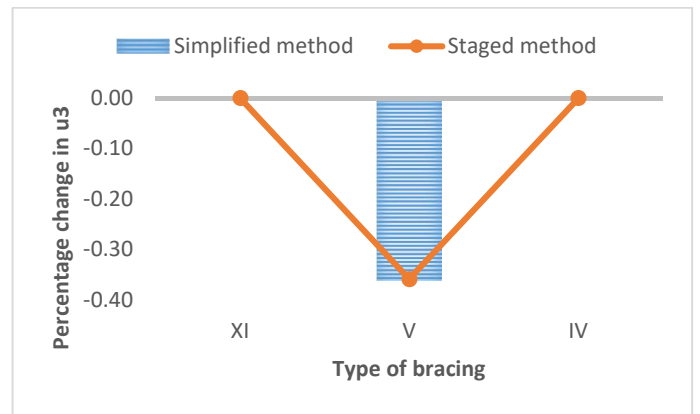 Simplified method Staged method
Percentage change in u3
0.00
-0.10
-0.20
-0.30
-0.40
XI V IV
Type of bracing